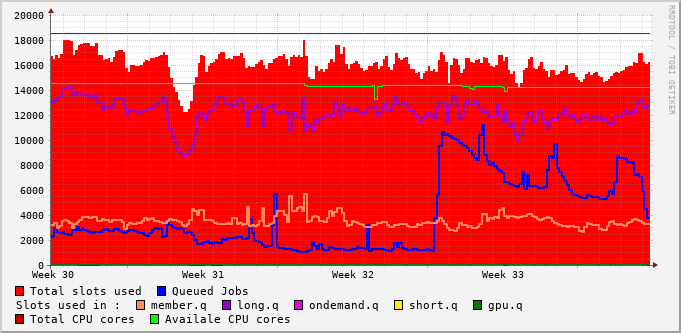 20000
18000
16000
14000
12000
10000
8000
6000
4000
2000
0
Week 30 Week 31 Week 32 Week 33
Total slots used Queued Jobs
Slots used in : member.q long.q ondemand.q short.q gpu.q
Total CPU cores Availale CPU cores
RRDTOOL / TOBI OETIKER